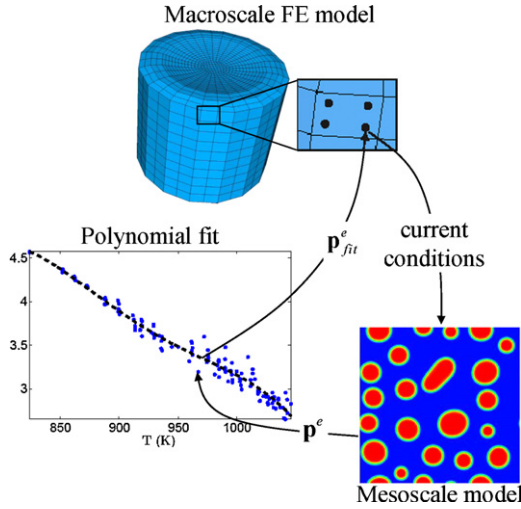 Macroscale FE model
p^e_fit
current
conditions
Polynomial fit
4.5
4
3.5
3
850
900
950
1000
T (K)
p^e
Mesoscale model